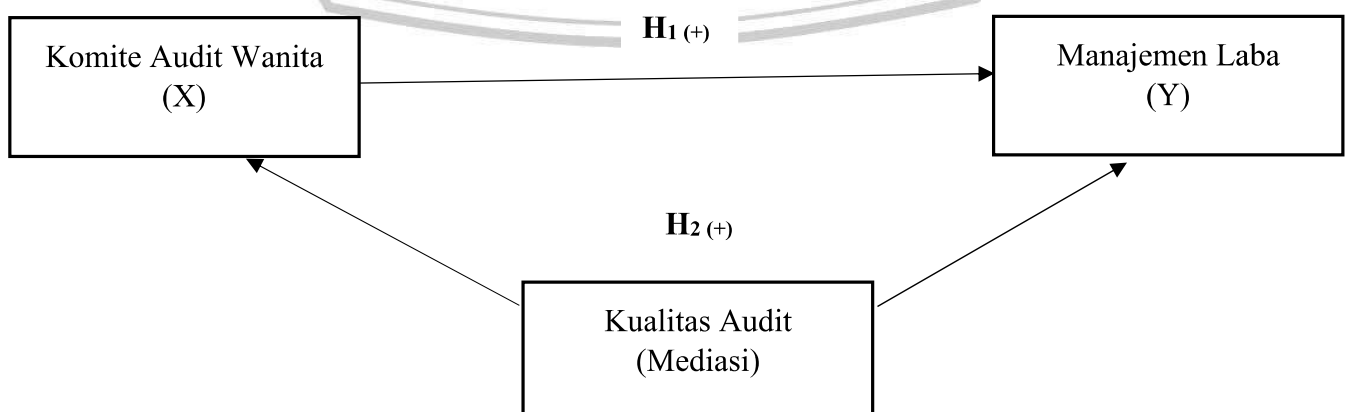 H1 (+)
Komite Audit Wanita
(X)
Manajemen Laba
(Y)
H2 (+)
Kualitas Audit
(Mediasi)